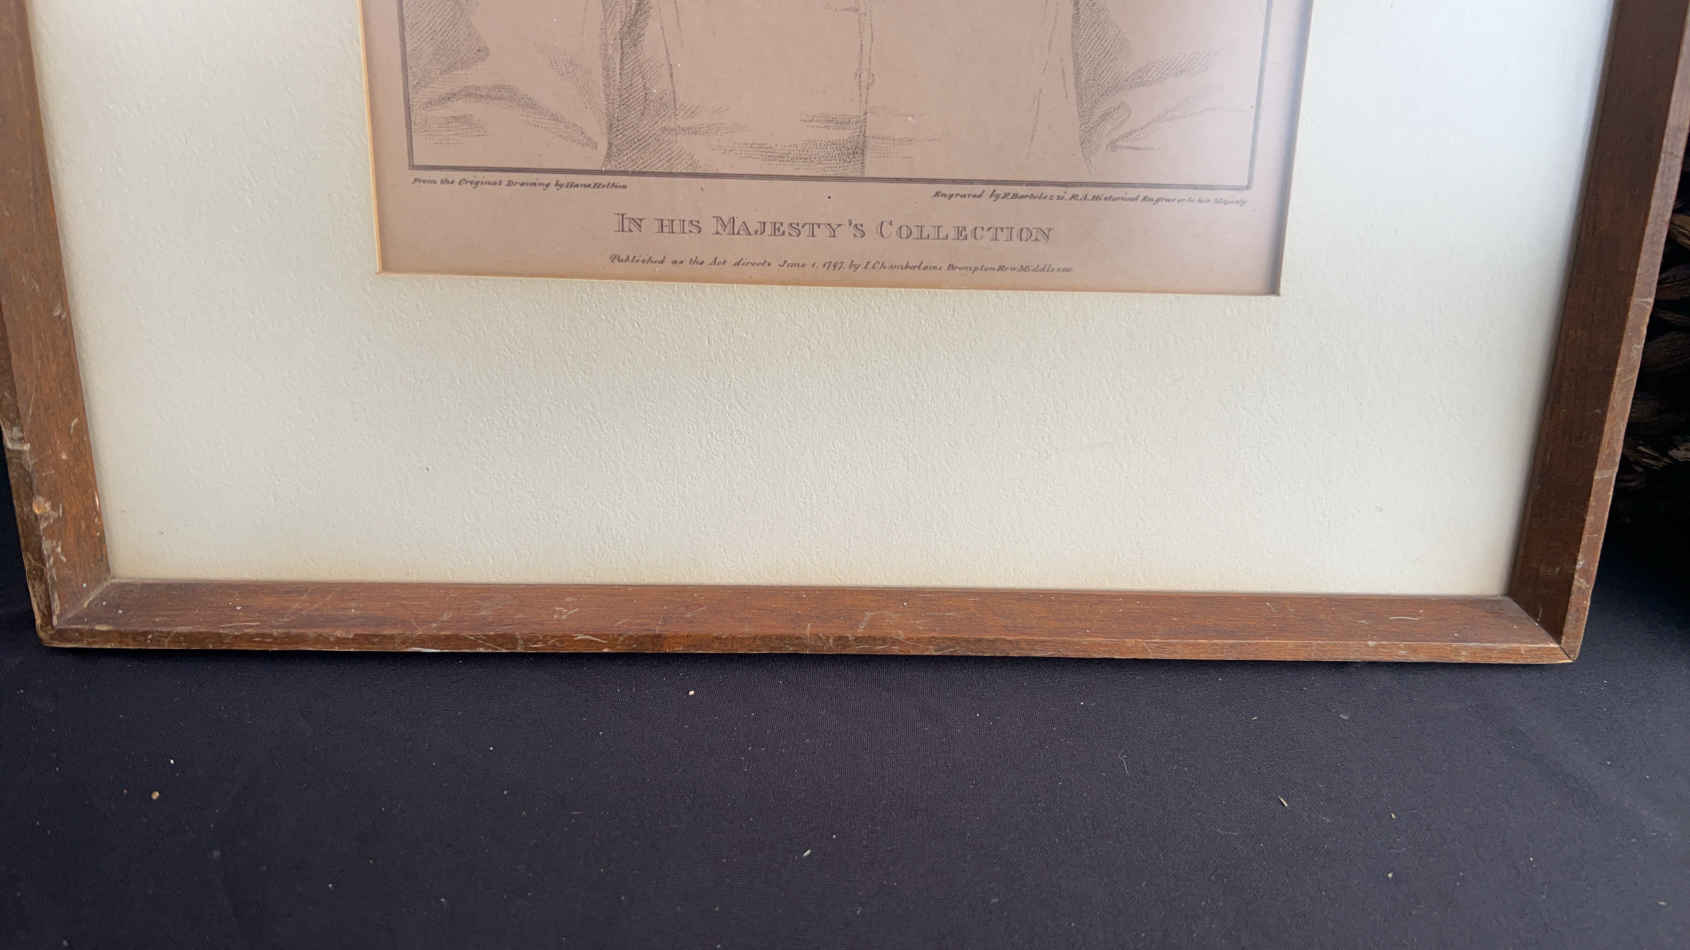 From the Original Drawing by Hans Holbein
Engraved by F. Bartolozzi, R.A. Historical Engraver to his Majesty
IN HIS MAJESTY'S COLLECTION
Published as the Act directs June 1. 1797. by I. Chamberlaine Brompton Row Middlesex